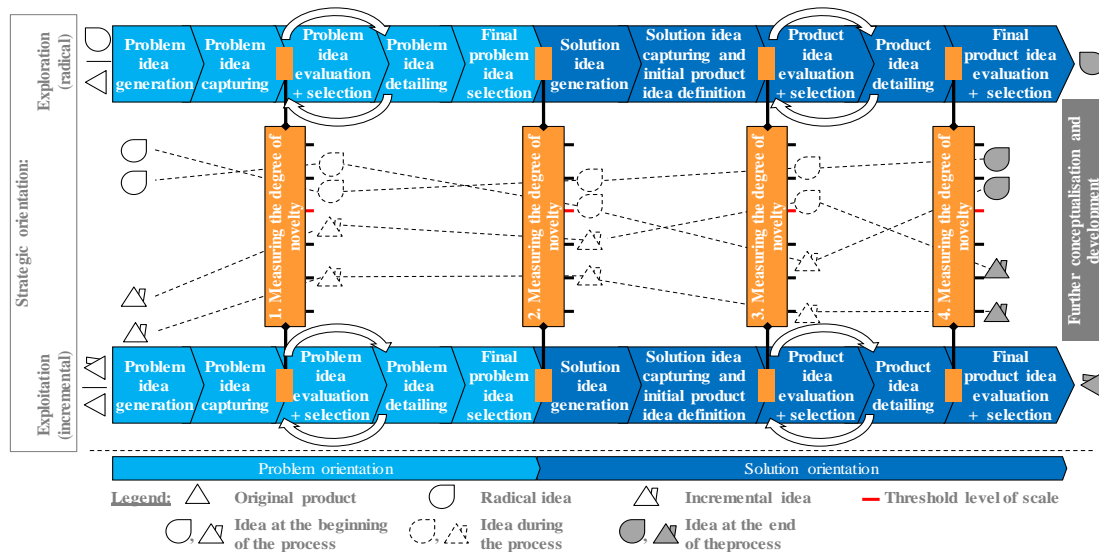 Strategic orientation:
Exploration
(radical)
Problem
idea
generation
Problem
idea
capturing
Problem
idea
evaluation
+ selection
Problem
idea
detailing
Final
problem
idea
selection
Solution
idea
generation
Solution idea
capturing and
initial product
idea definition
Product
idea
evaluation
+ selection
Product
idea
detailing
Final
product idea
evaluation
+ selection
1. Measuring the degree of
novelty
2. Measuring the degree of
novelty
3. Measuring the degree of
novelty
4. Measuring the degree of
novelty
Further conceptualisation and
development
Exploitation
(incremental)
Problem
idea
generation
Problem
idea
capturing
Problem
idea
evaluation
+ selection
Problem
idea
detailing
Final
problem
idea
selection
Solution
idea
generation
Solution idea
capturing and
initial product
idea definition
Product
idea
evaluation
+ selection
Product
idea
detailing
Final
product idea
evaluation
+ selection
Problem orientation
Solution orientation
Legend:
Original product
Radical idea
Incremental idea
Threshold level of scale
, Idea at the beginning
of the process
, Idea during
the process
, Idea at the end
of theprocess